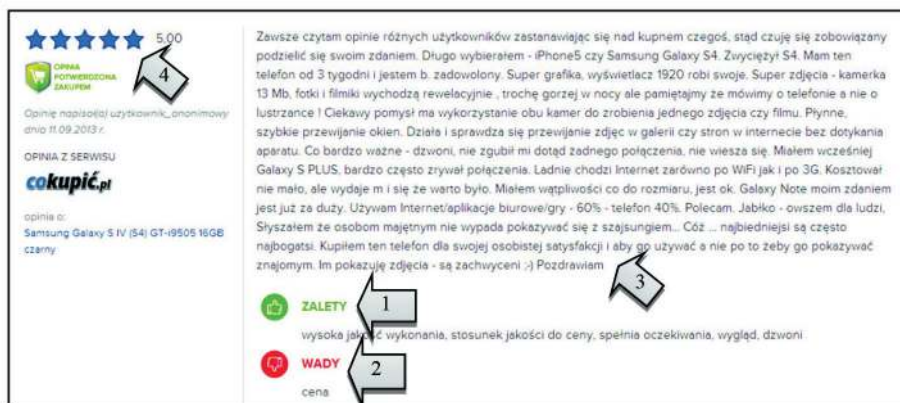 5,00
4
OPINIA
POTWIERDZONA
ZAKUPEM
Opinię napisał(a) użytkownik_anonimowy
dnia 11.09.2013 r.
OPINIA Z SERWISU
cokupić.pl
opinia o:
Samsung Galaxy S IV (S4) GT-i9505 16GB
czarny
Zawsze czytam opinie różnych użytkowników zastanawiając się nad kupnem czegoś, stąd czuję się zobowiązany
podzielić się swoim zdaniem. Długo wybierałem - iPhone5 czy Samsung Galaxy S4. Zwyciężył S4. Mam ten
telefon od 3 tygodni i jestem b. zadowolony. Super grafika, wyświetlacz 1920 robi swoje. Super zdjęcia - kamerka
13 Mb, fotki i filmiki wychodzą rewelacyjnie , trochę gorzej w nocy ale pamiętajmy że mówimy o telefonie a nie o
lustrzance ! Ciekawy pomysł ma wykorzystanie obu kamer do zrobienia jednego zdjęcia czy filmu. Płynne,
szybkie przewijanie okien. Działa i sprawdza się przewijanie zdjęc w galerii czy stron w internecie bez dotykania
aparatu. Co bardzo ważne - dzwoni, nie zgubił mi dotąd żadnego połączenia, nie wiesza się. Miałem wcześniej
Galaxy S PLUS, bardzo często zrywał połączenia. Ladnie chodzi Internet zarówno po WiFi jak i po 3G. Kosztował
nie mało, ale wydaje m i się że warto było. Miałem wątpliwości co do rozmiaru, jest ok. Galaxy Note moim zdaniem
jest już za duży. Używam Internet/aplikacje biurowe/gry - 60% - telefon 40%. Polecam. Jabłko - owszem dla ludzi,
Słyszałem że osobom majętnym nie wypada pokazywać się z szajsungiem... Cóż ... najbiedniejsi są często
najbogatsi. Kupiłem ten telefon dla swojej osobistej satysfakcji i aby go używać a nie po to żeby go pokazywać
znajomym. Im pokazuję zdjęcia - są zachwyceni :-) Pozdrawiam
3
ZALETY 1
wysoka jakość wykonania, stosunek jakości do ceny, spełnia oczekiwania, wygląd, dzwoni
WADY 2
cena